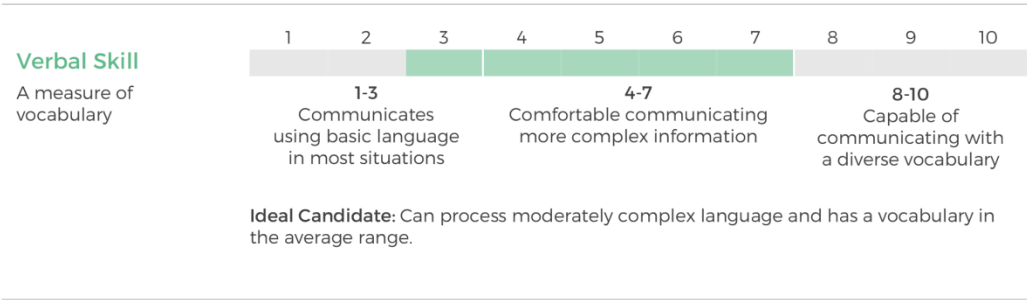 1 2 3 4 5 6 7 8 9 10
Verbal Skill
A measure of
vocabulary
1-3
Communicates
using basic language
in most situations
4-7
Comfortable communicating
more complex information
8-10
Capable of
communicating with
a diverse vocabulary
Ideal Candidate: Can process moderately complex language and has a vocabulary in
the average range.